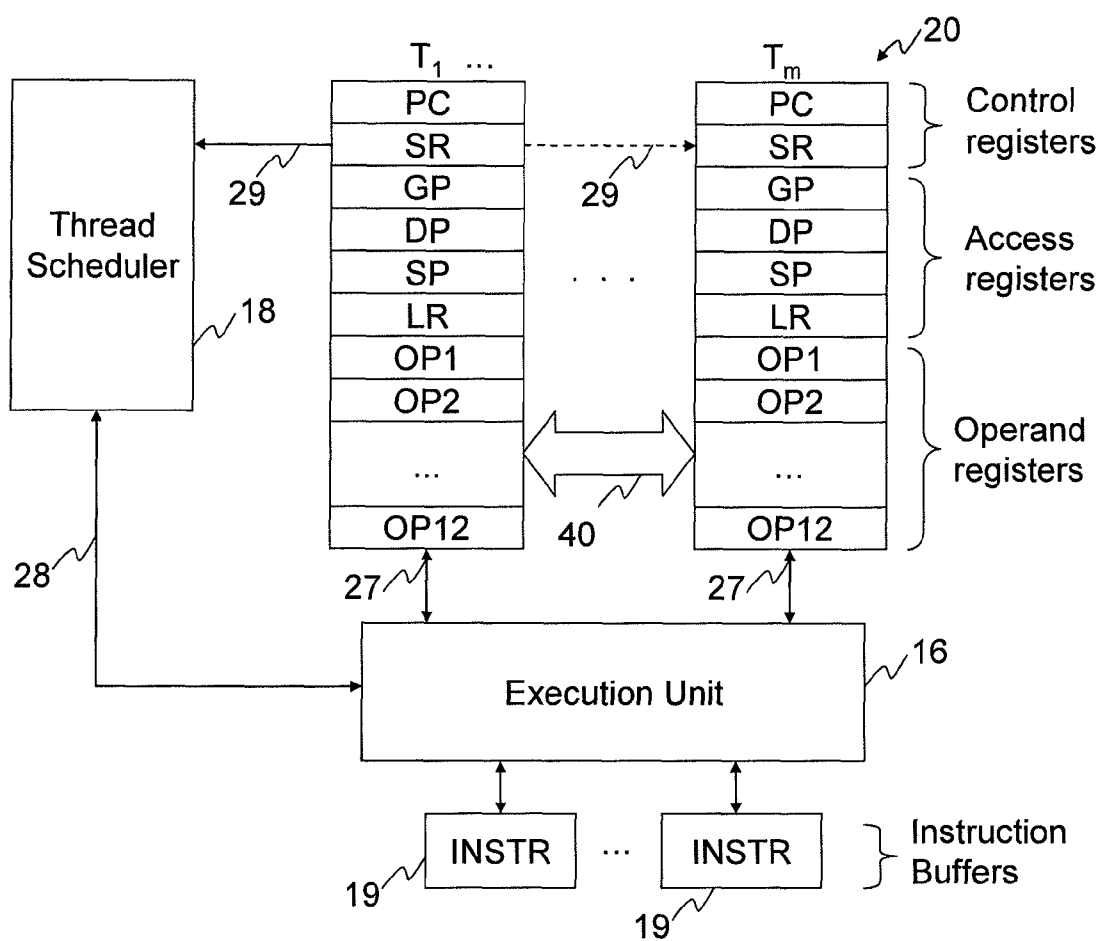 20
T1 ...
Tm
PC
SR
GP
DP
SP
LR
OP1
OP2
...
OP12
PC
SR
GP
DP
SP
LR
OP1
OP2
...
OP12
. . .
Control
registers
Access
registers
Operand
registers
Thread
Scheduler
18
29
29
40
28
27
27
Execution Unit
16
INSTR
...
INSTR
Instruction
Buffers
19
19